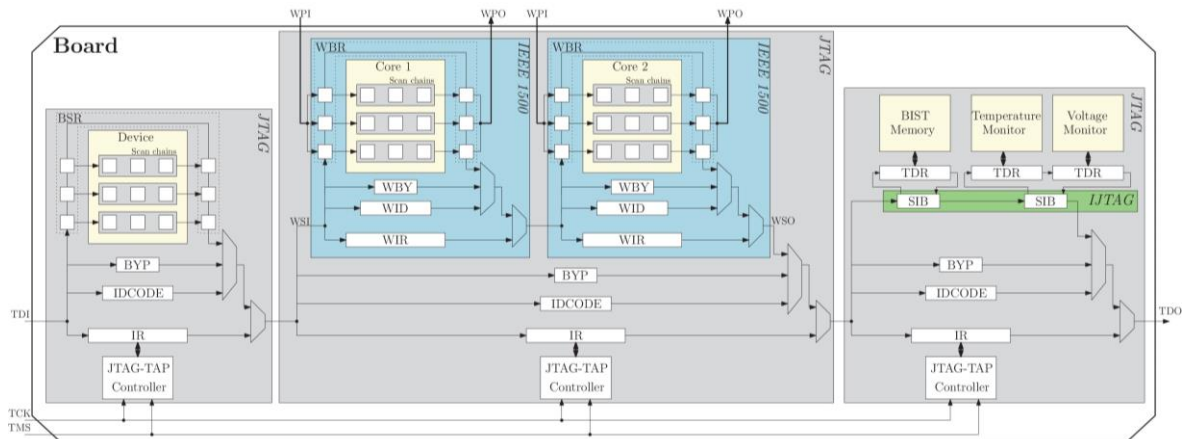 WPI
WPO
WPI
WPO
Board
WBR
IEEE 1500
Core 1
Scan chains
WBY
WID
WSI
WIR
WBR
IEEE 1500
Core 2
Scan chains
WBY
WID
WSO
WIR
JTAG
BSR
JTAG
Device
Scan chains
BYP
IDCODE
TDI
IR
JTAG-TAP
Controller
BYP
IDCODE
IR
JTAG-TAP
Controller
JTAG
BIST
Memory
Temperature
Monitor
Voltage
Monitor
TDR
TDR
TDR
SIB
SIB
IJTAG
BYP
IDCODE
TDO
IR
JTAG-TAP
Controller
TCK
TMS